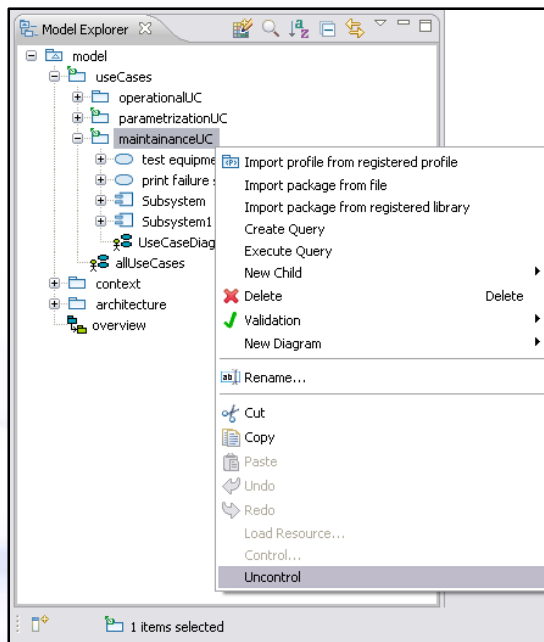 Model Explorer
model
useCases
operationalUC
parametrizationUC
maintainanceUC
test equipme
print failure s
Subsystem
Subsystem1
UseCaseDiag
allUseCases
context
architecture
overview
Import profile from registered profile
Import package from file
Import package from registered library
Create Query
Execute Query
New Child
Delete Delete
Validation
New Diagram
Rename...
Cut
Copy
Paste
Undo
Redo
Load Resource...
Control...
Uncontrol
1 items selected